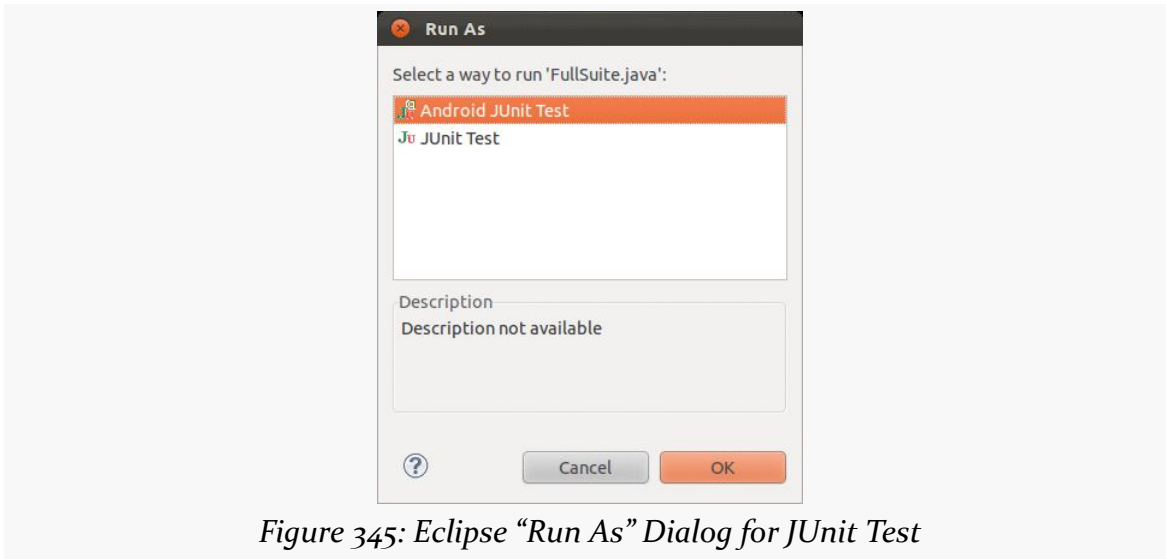 Run As
Select a way to run 'FullSuite.java':
Android JUnit Test
Ju JUnit Test
Description
Description not available
Cancel
OK
Figure 345: Eclipse “Run As” Dialog for JUnit Test